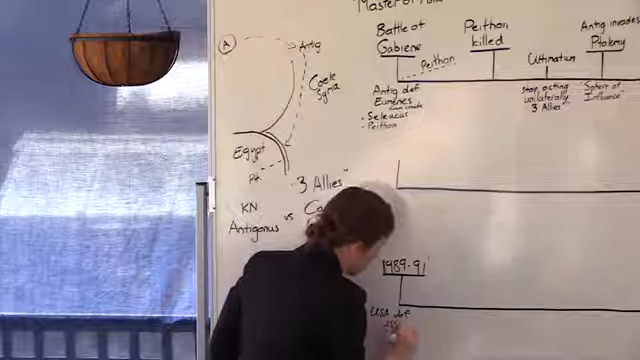 Master of
A
Antig
Coele
Syria
Egypt
Pt.
3 Allies"
KN
Antigonus
vs
Battle of
Gabiene
Peithon
Antig def
Eumenes
• Seleucus
• Peithon
Peithon
killed
Ultimatum
stop acting
unilaterally
3 Allies"
Antig invades
Ptolemy
Sphere of
Influence"
1989-91
USA def